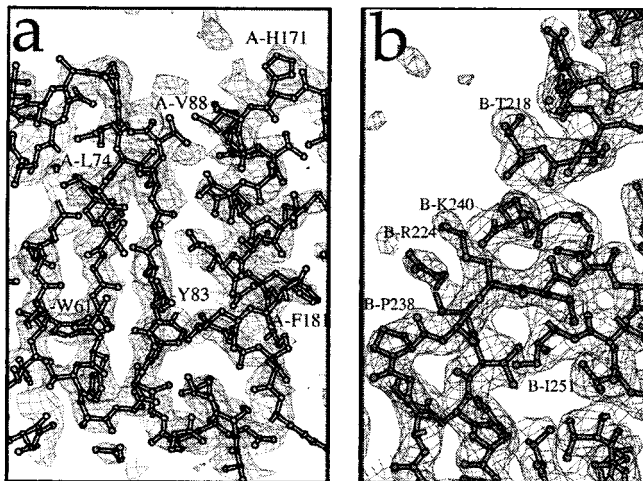 a
A-H171
A-V88
A-L74
-W61
Y83
A-F181
b
B-T218
B-K240
B-R224
B-P238
B-I251